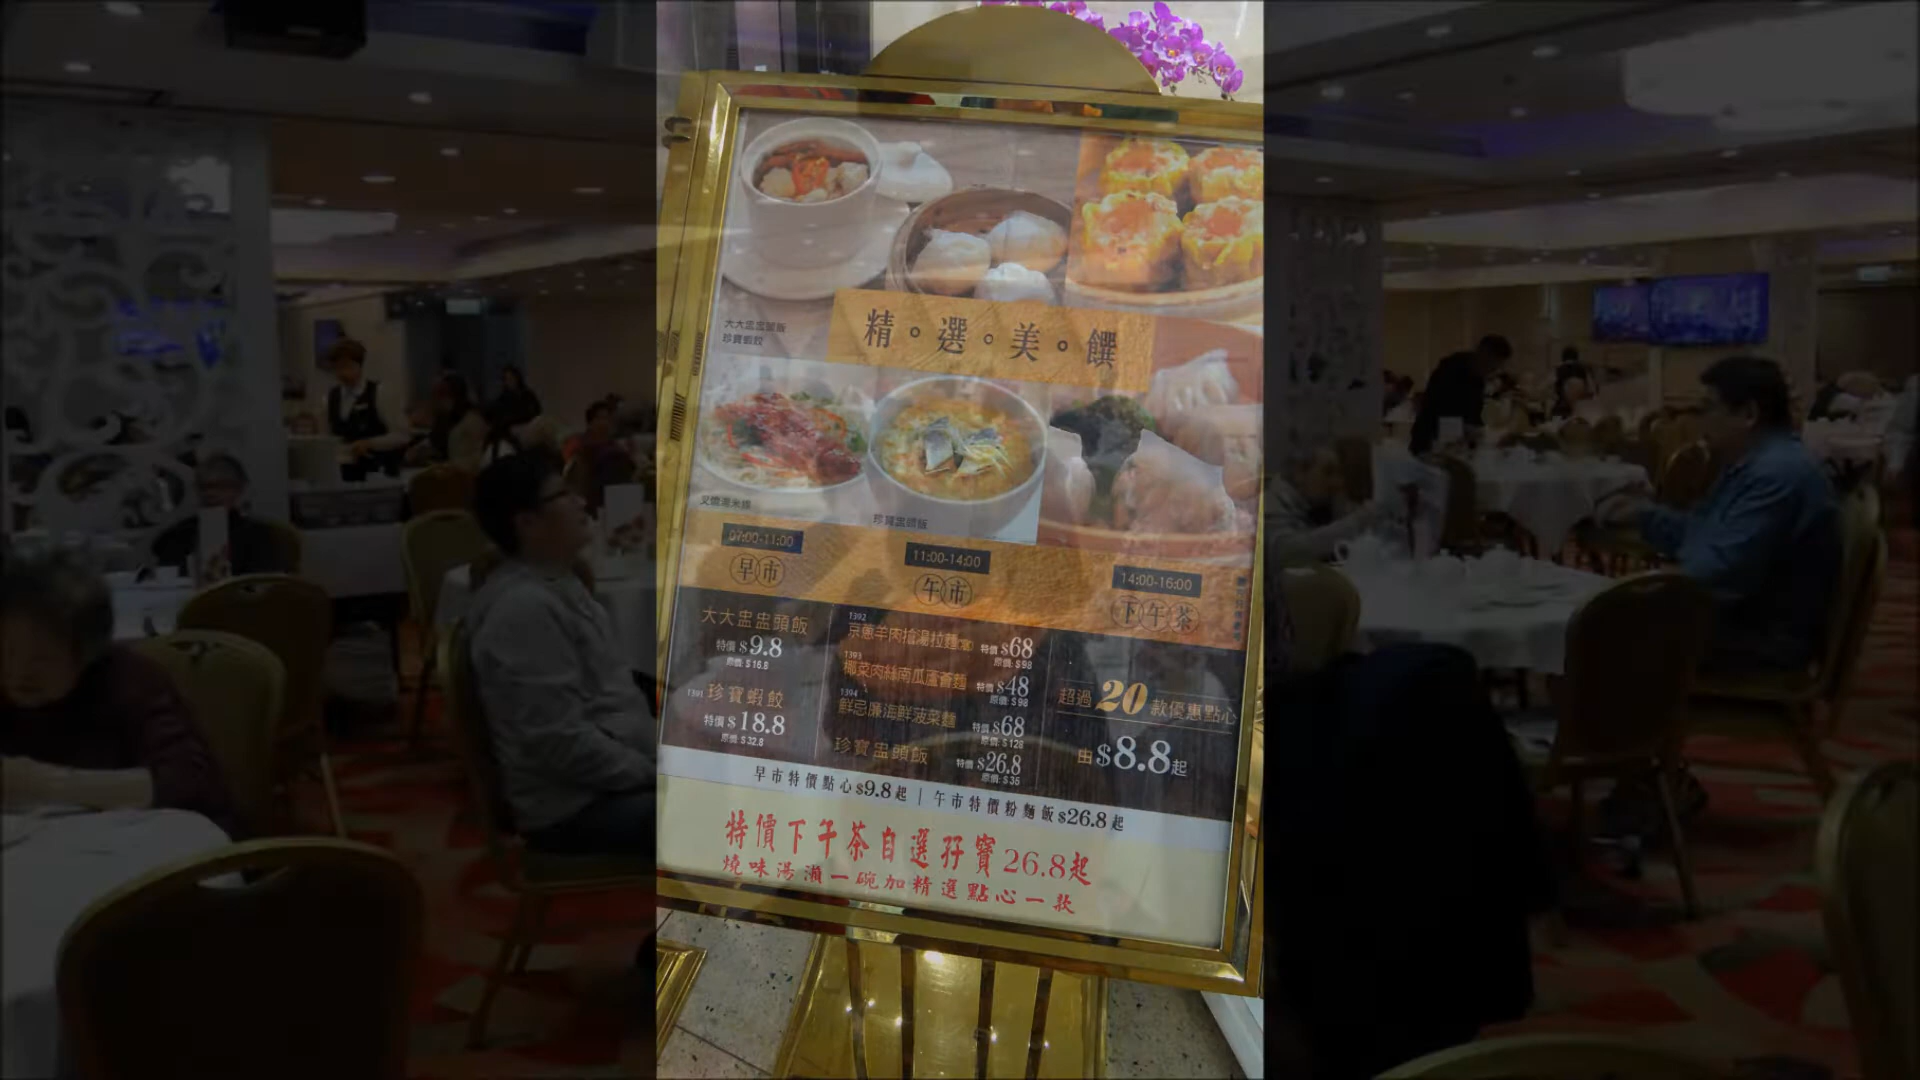 大大盅盅頭飯
珍寶蝦餃
精。選。美。饌
叉燒湯米線
珍寶盅頭飯
07:00-11:00
早市
11:00-14:00
午市
14:00-16:00
下午茶
大大盅盅頭飯
特價 $9.8
原價: $16.8
1391 珍寶蝦餃
特價 $18.8
原價: $32.8
1392
京蔥羊肉搶湯拉麵 特價 $68
原價: $98
1393
椰菜肉絲南瓜蘆薈麵 特價 $48
原價: $98
1394
鮮忌廉海鮮菠菜麵 特價 $68
原價: $128
珍寶盅頭飯 特價 $26.8
原價: $35
超過20款優惠點心
由$8.8起
早市特價點心$9.8起 | 午市特價粉麵飯$26.8起
特價下午茶自選孖寶26.8起
燒味湯瀨一碗加精選點心一款